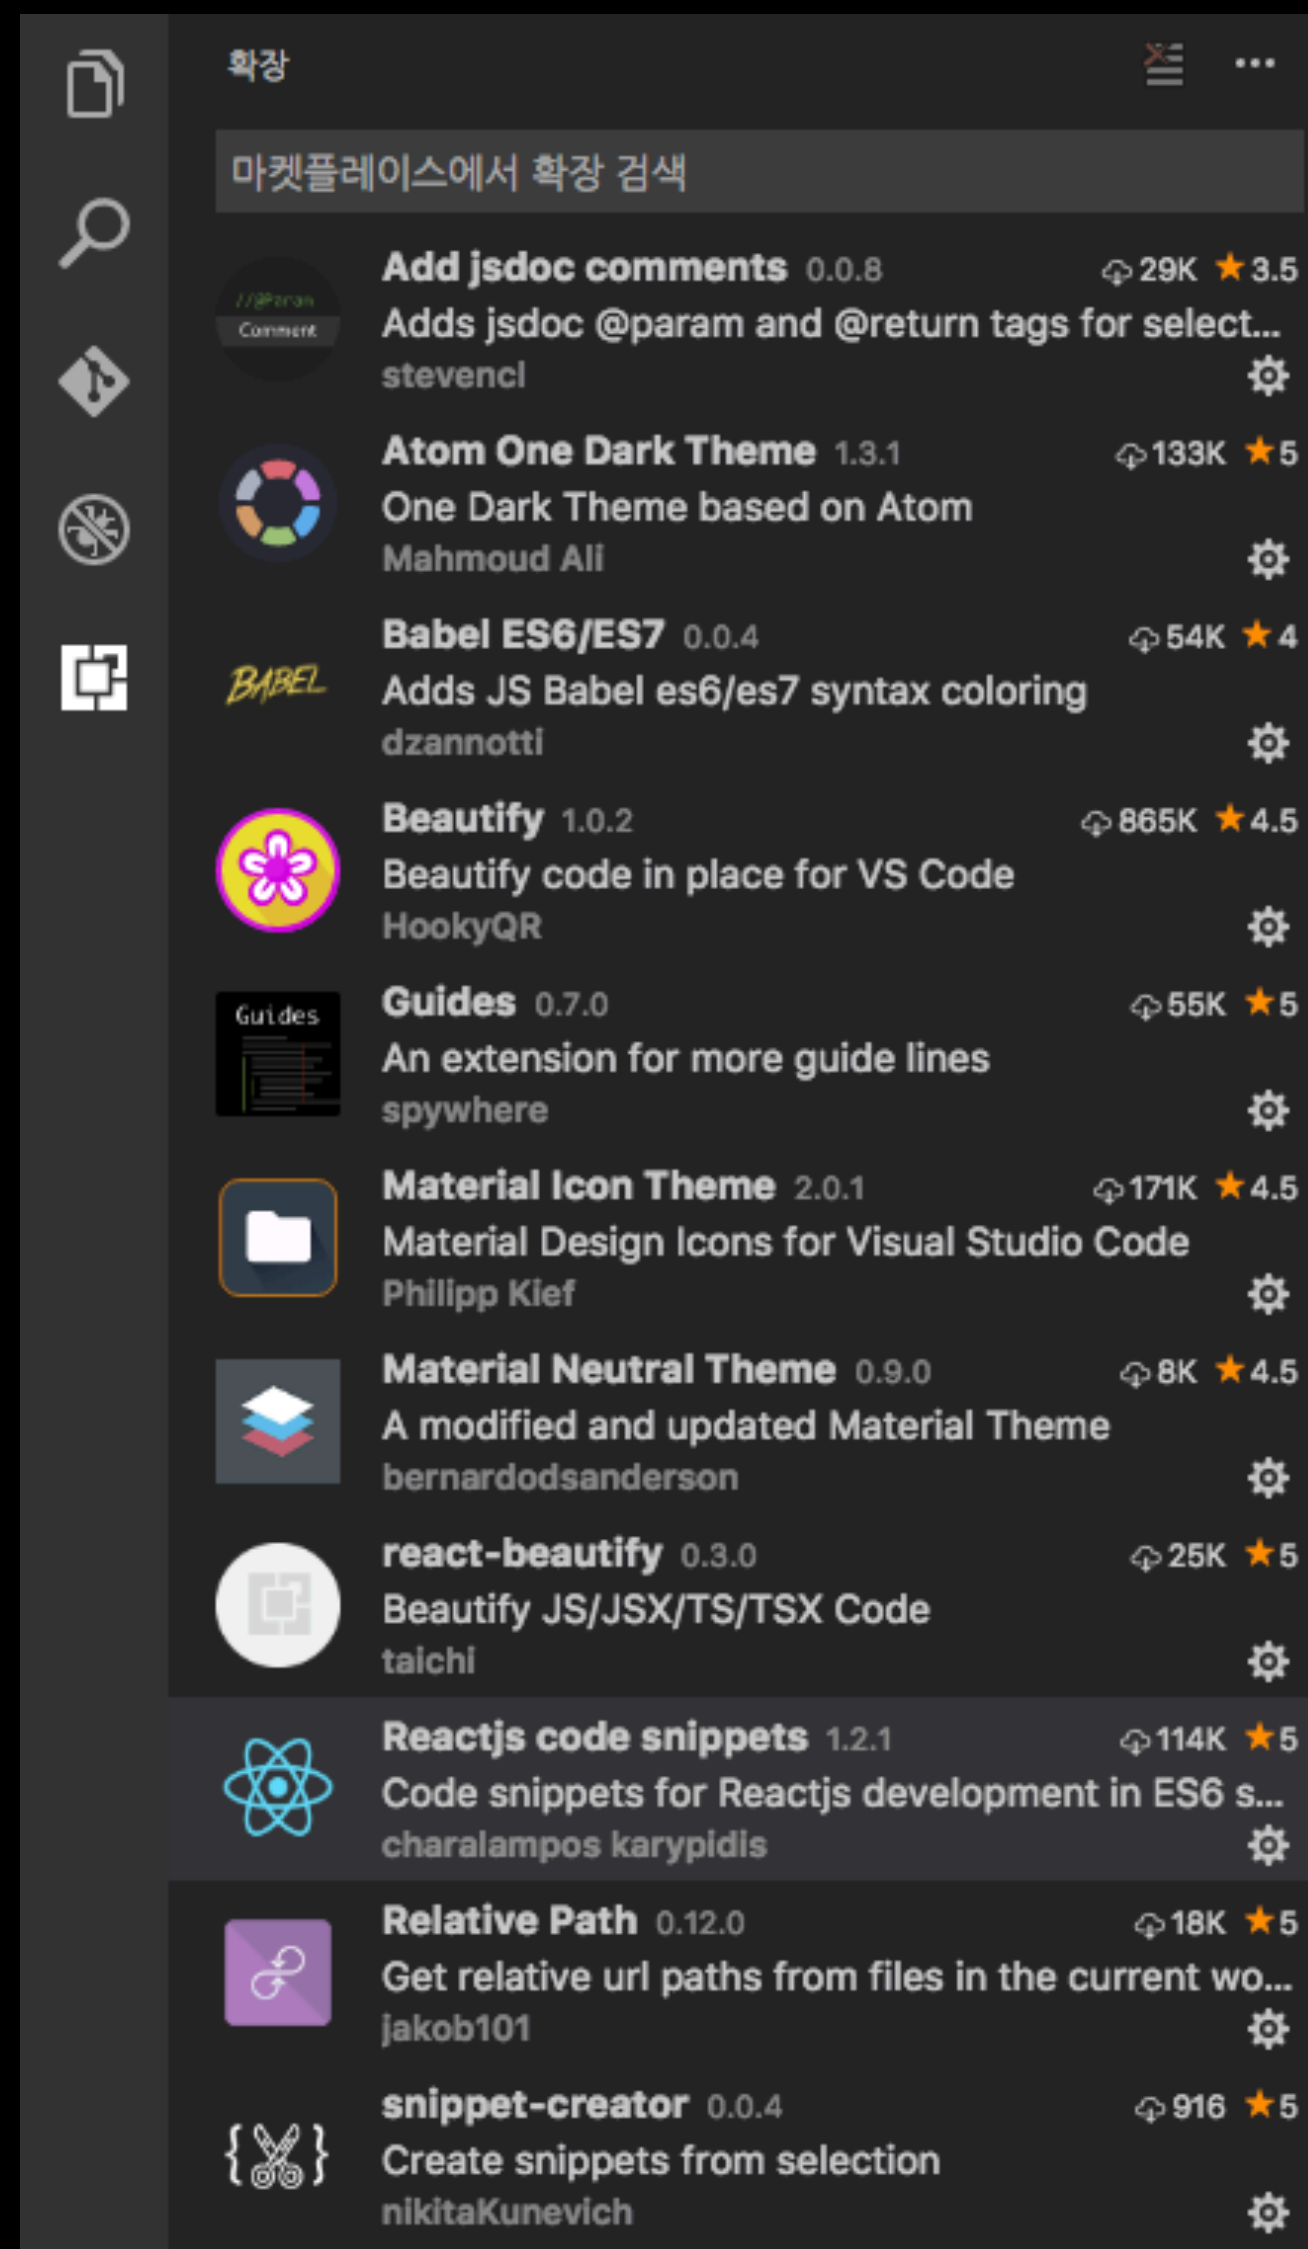 확장
마켓플레이스에서 확장 검색
Add jsdoc comments 0.0.8 29K ★ 3.5
//@Param
Comment
Adds jsdoc @param and @return tags for select...
stevencl
Atom One Dark Theme 1.3.1 133K ★ 5
One Dark Theme based on Atom
Mahmoud Ali
Babel ES6/ES7 0.0.4 54K ★ 4
BABEL
Adds JS Babel es6/es7 syntax coloring
dzannotti
Beautify 1.0.2 865K ★ 4.5
Beautify code in place for VS Code
HookyQR
Guides 0.7.0 55K ★ 5
Guides
An extension for more guide lines
spywhere
Material Icon Theme 2.0.1 171K ★ 4.5
Material Design Icons for Visual Studio Code
Philipp Kief
Material Neutral Theme 0.9.0 8K ★ 4.5
A modified and updated Material Theme
bernardodsanderson
react-beautify 0.3.0 25K ★ 5
Beautify JS/JSX/TS/TSX Code
taichi
Reactjs code snippets 1.2.1 114K ★ 5
Code snippets for Reactjs development in ES6 s...
charalampos karypidis
Relative Path 0.12.0 18K ★ 5
Get relative url paths from files in the current wo...
jakob101
snippet-creator 0.0.4 916 ★ 5
Create snippets from selection
nikitaKunevich